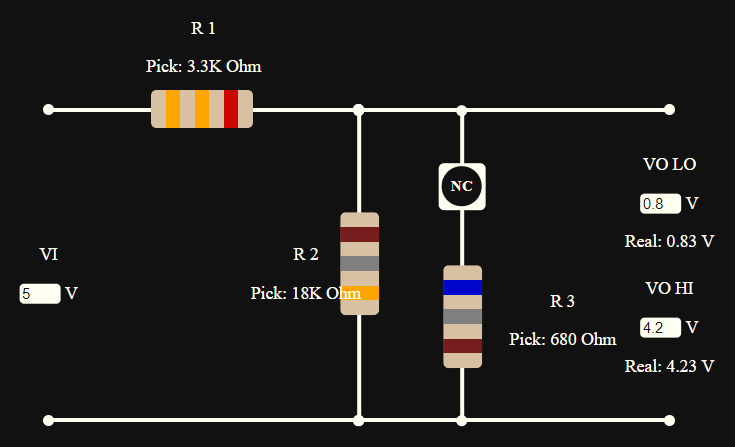 R 1
Pick: 3.3K Ohm
VO LO
NC
0.8 V
Real: 0.83 V
VI
R 2
5 V
Pick: 18K Ohm
VO HI
R 3
4.2 V
Pick: 680 Ohm
Real: 4.23 V